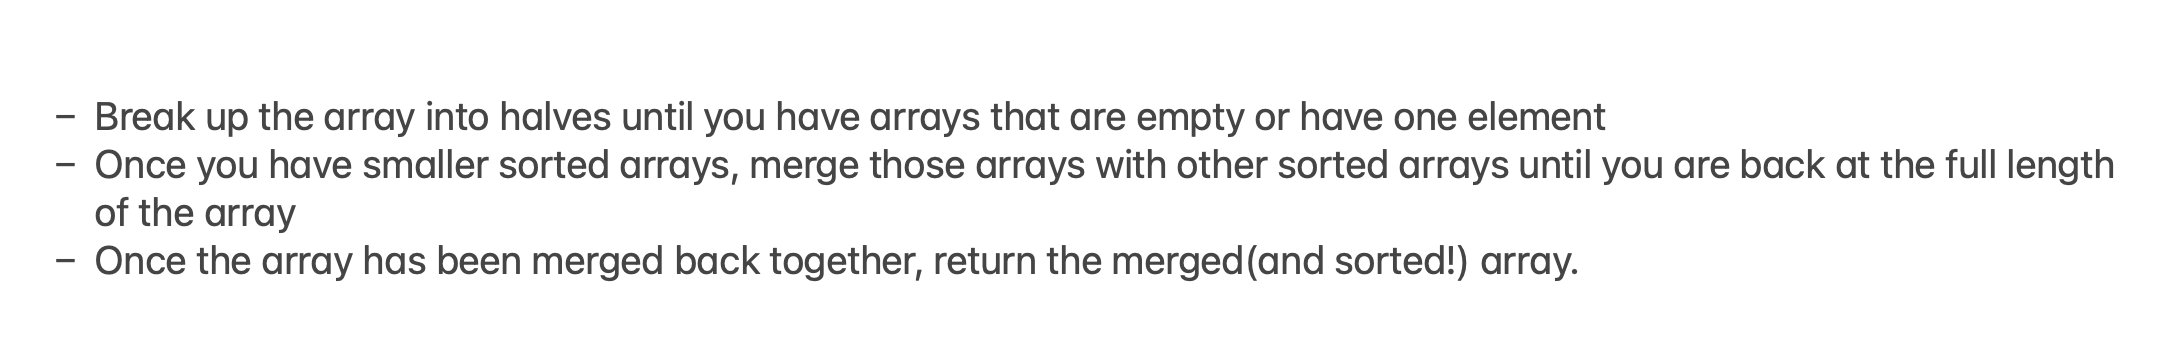 – Break up the array into halves until you have arrays that are empty or have one element
– Once you have smaller sorted arrays, merge those arrays with other sorted arrays until you are back at the full length
of the array
– Once the array has been merged back together, return the merged(and sorted!) array.